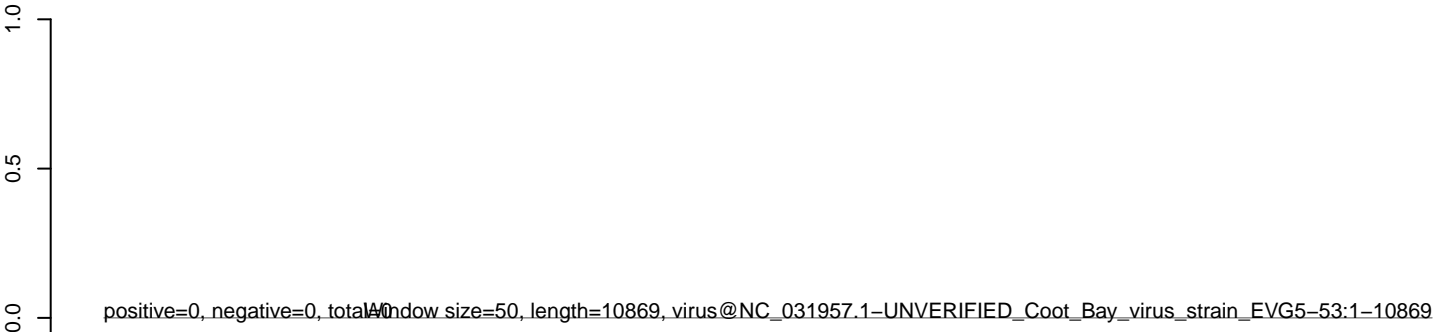 1.0
0.5
0.0
positive=0, negative=0, total=0
Window size=50, length=10869, virus@NC_031957.1−UNVERIFIED_Coot_Bay_virus_strain_EVG5−53:1−10869